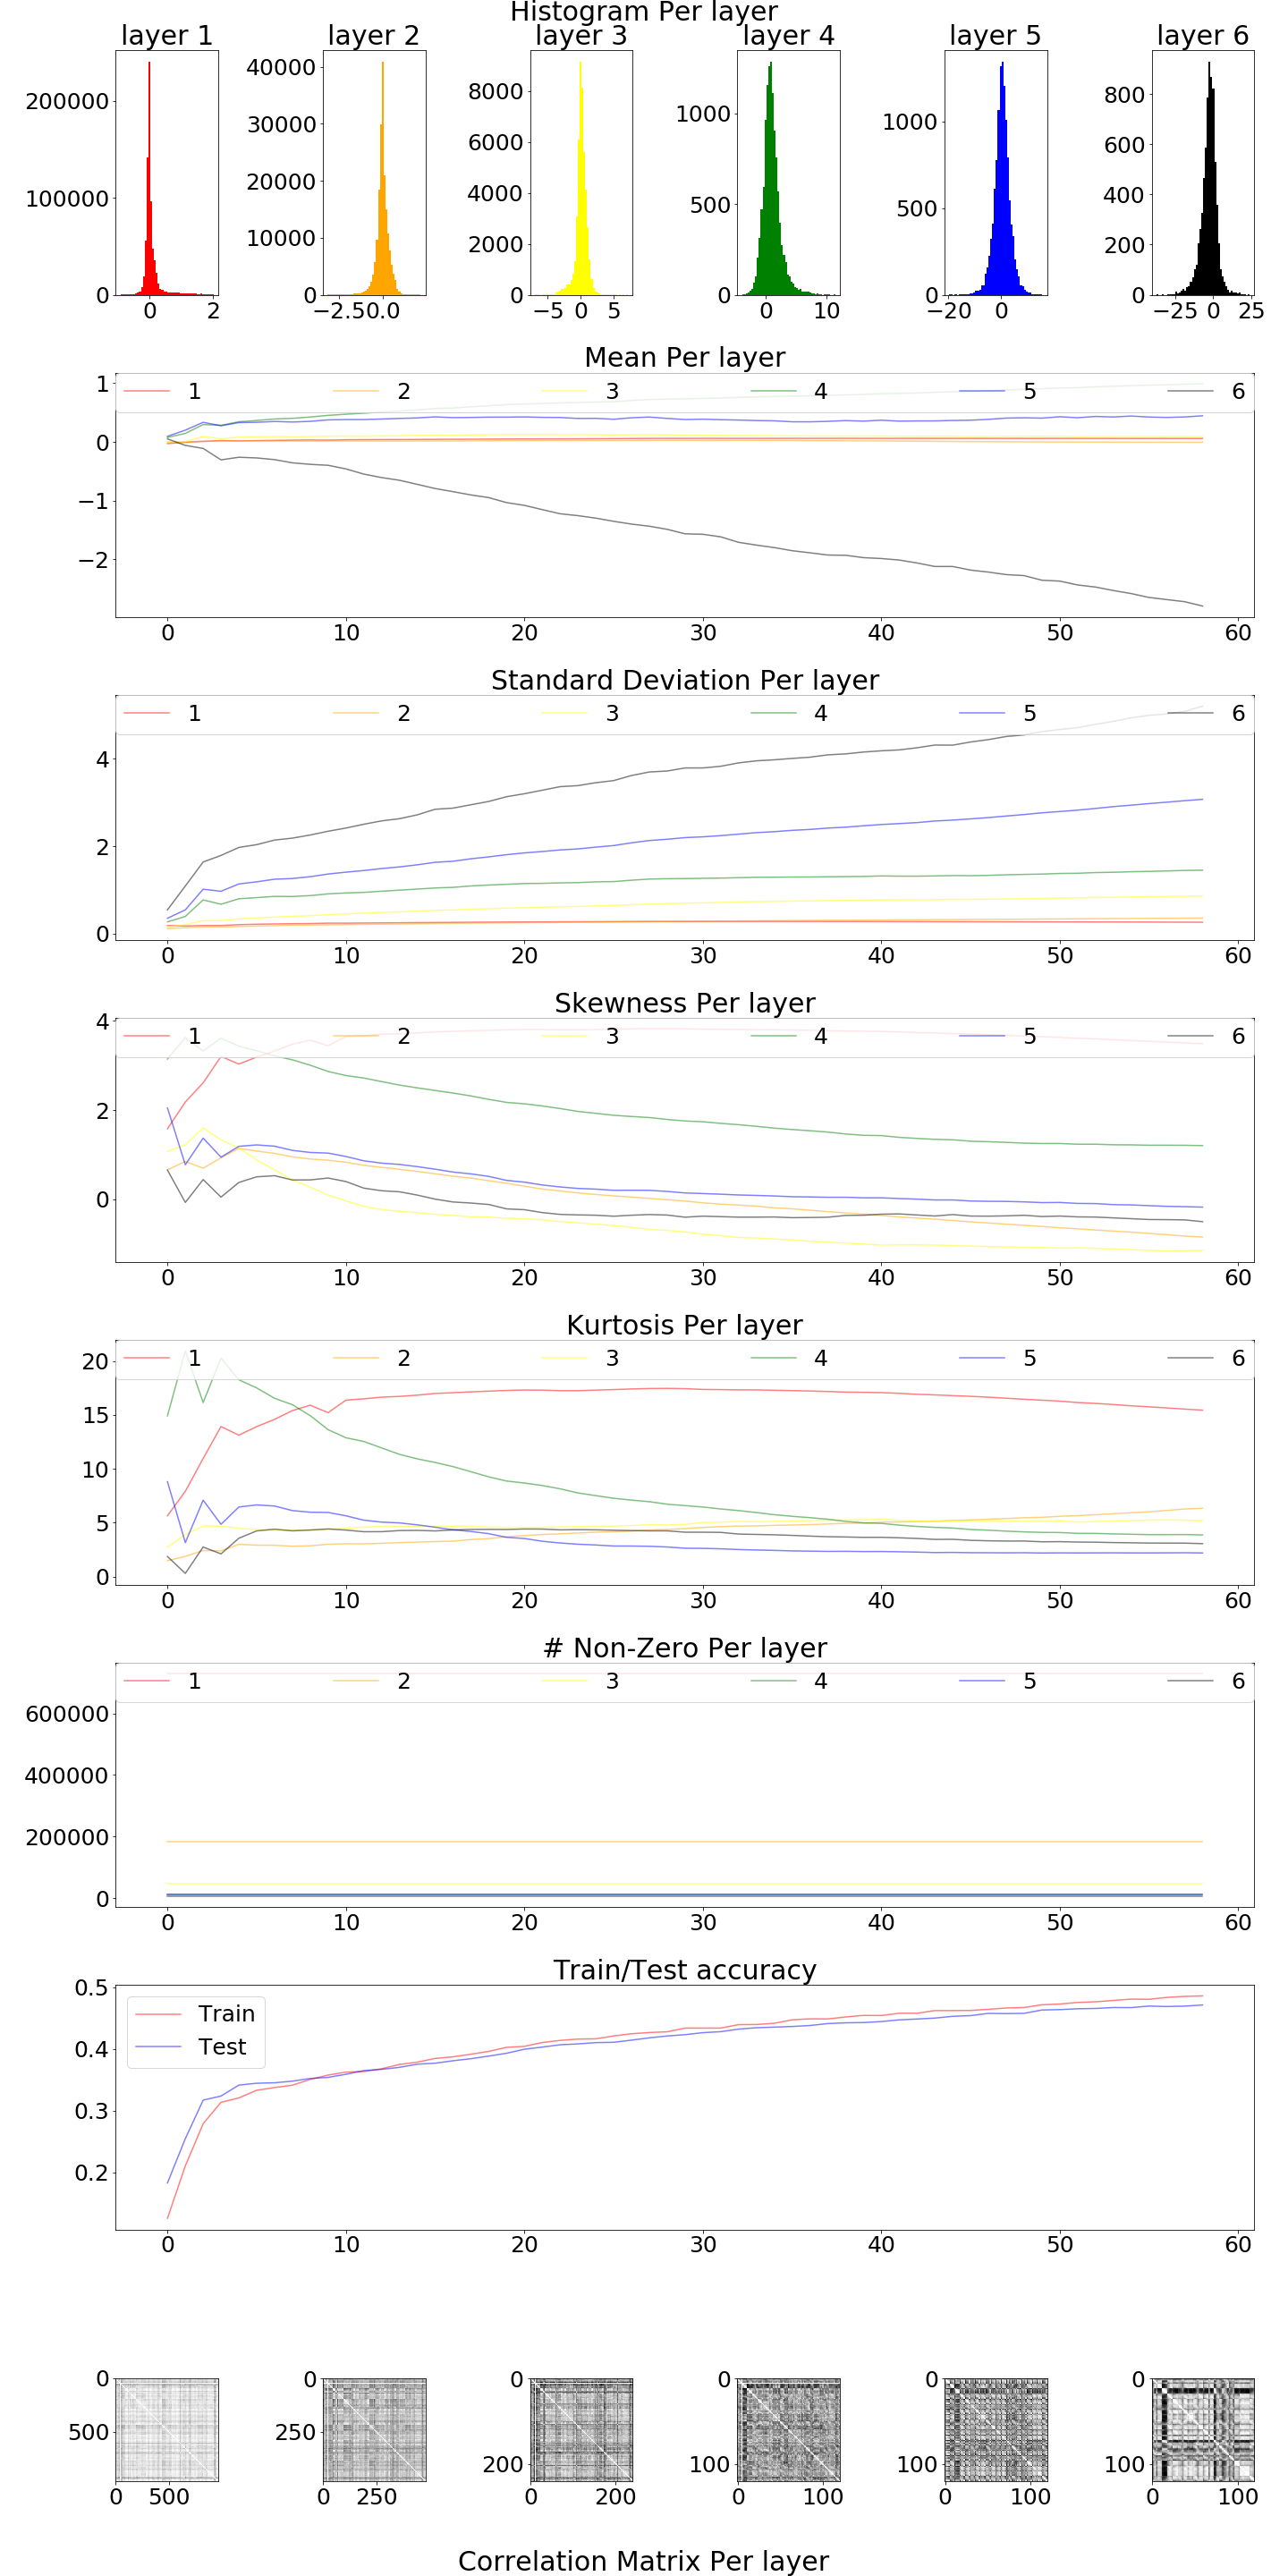 Histogram Per layer
layer 1 layer 2 layer 3 layer 4 layer 5 layer 6
200000 100000 0
0 2
40000 30000 20000 10000 0
−2.50.0
8000 6000 4000 2000 0
−5 0 5
1000 500 0
0 10
1000 500 0
−20 0
800 600 400 200 0
−25 0 25
Mean Per layer
1 2 3 4 5 6
1
0
−1
−2
0 10 20 30 40 50 60
Standard Deviation Per layer
1 2 3 4 5 6
4
2
0
0 10 20 30 40 50 60
Skewness Per layer
4
1 2 3 4 5 6
2
0
0 10 20 30 40 50 60
Kurtosis Per layer
20
1 2 3 4 5 6
15
10
5
0
0 10 20 30 40 50 60
# Non-Zero Per layer
1 2 3 4 5 6
600000
400000
200000
0
0 10 20 30 40 50 60
Train/Test accuracy
0.5
Train
Test
0.4
0.3
0.2
0 10 20 30 40 50 60
0 500
0 500
0 250
0 250
0 200
0 200
0 100
0 100
0 100
0 100
0 100
0 100
Correlation Matrix Per layer